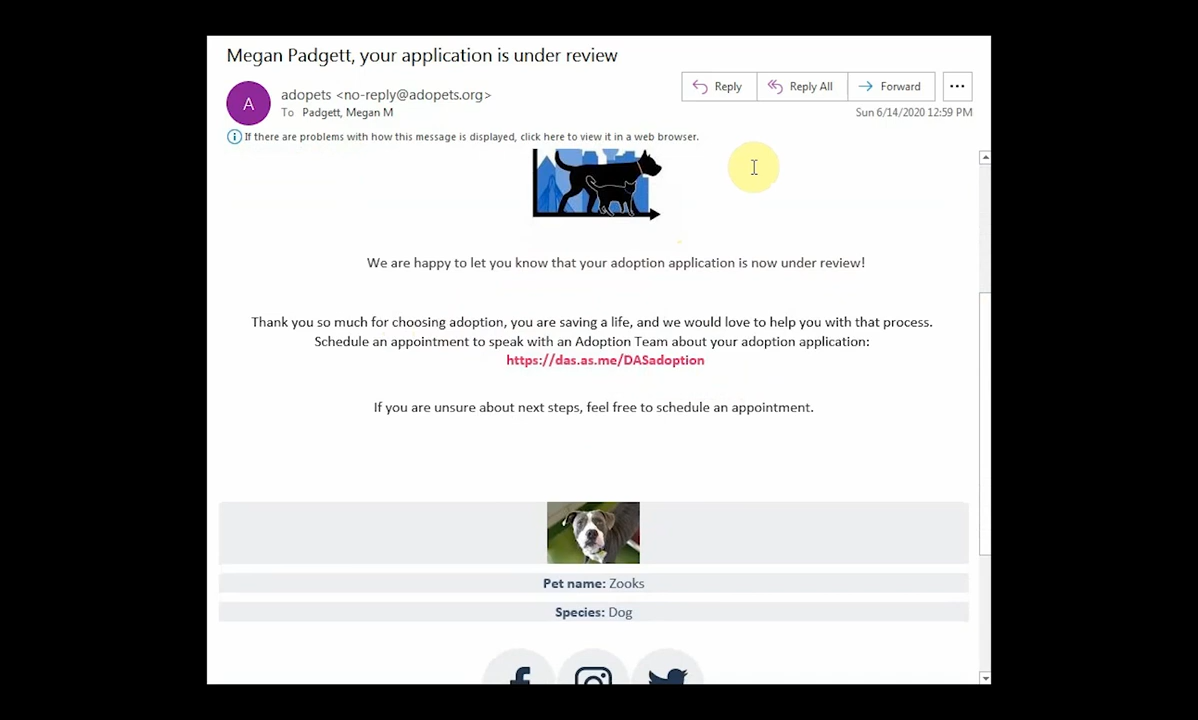 Megan Padgett, your application is under review
A
adopets <no-reply@adopets.org>
To Padgett, Megan M
Reply
Reply All
Forward
Sun 6/14/2020 12:59 PM
If there are problems with how this message is displayed, click here to view it in a web browser.
We are happy to let you know that your adoption application is now under review!
Thank you so much for choosing adoption, you are saving a life, and we would love to help you with that process.
Schedule an appointment to speak with an Adoption Team about your adoption application:
https://das.as.me/DASadoption
If you are unsure about next steps, feel free to schedule an appointment.
Pet name: Zooks
Species: Dog